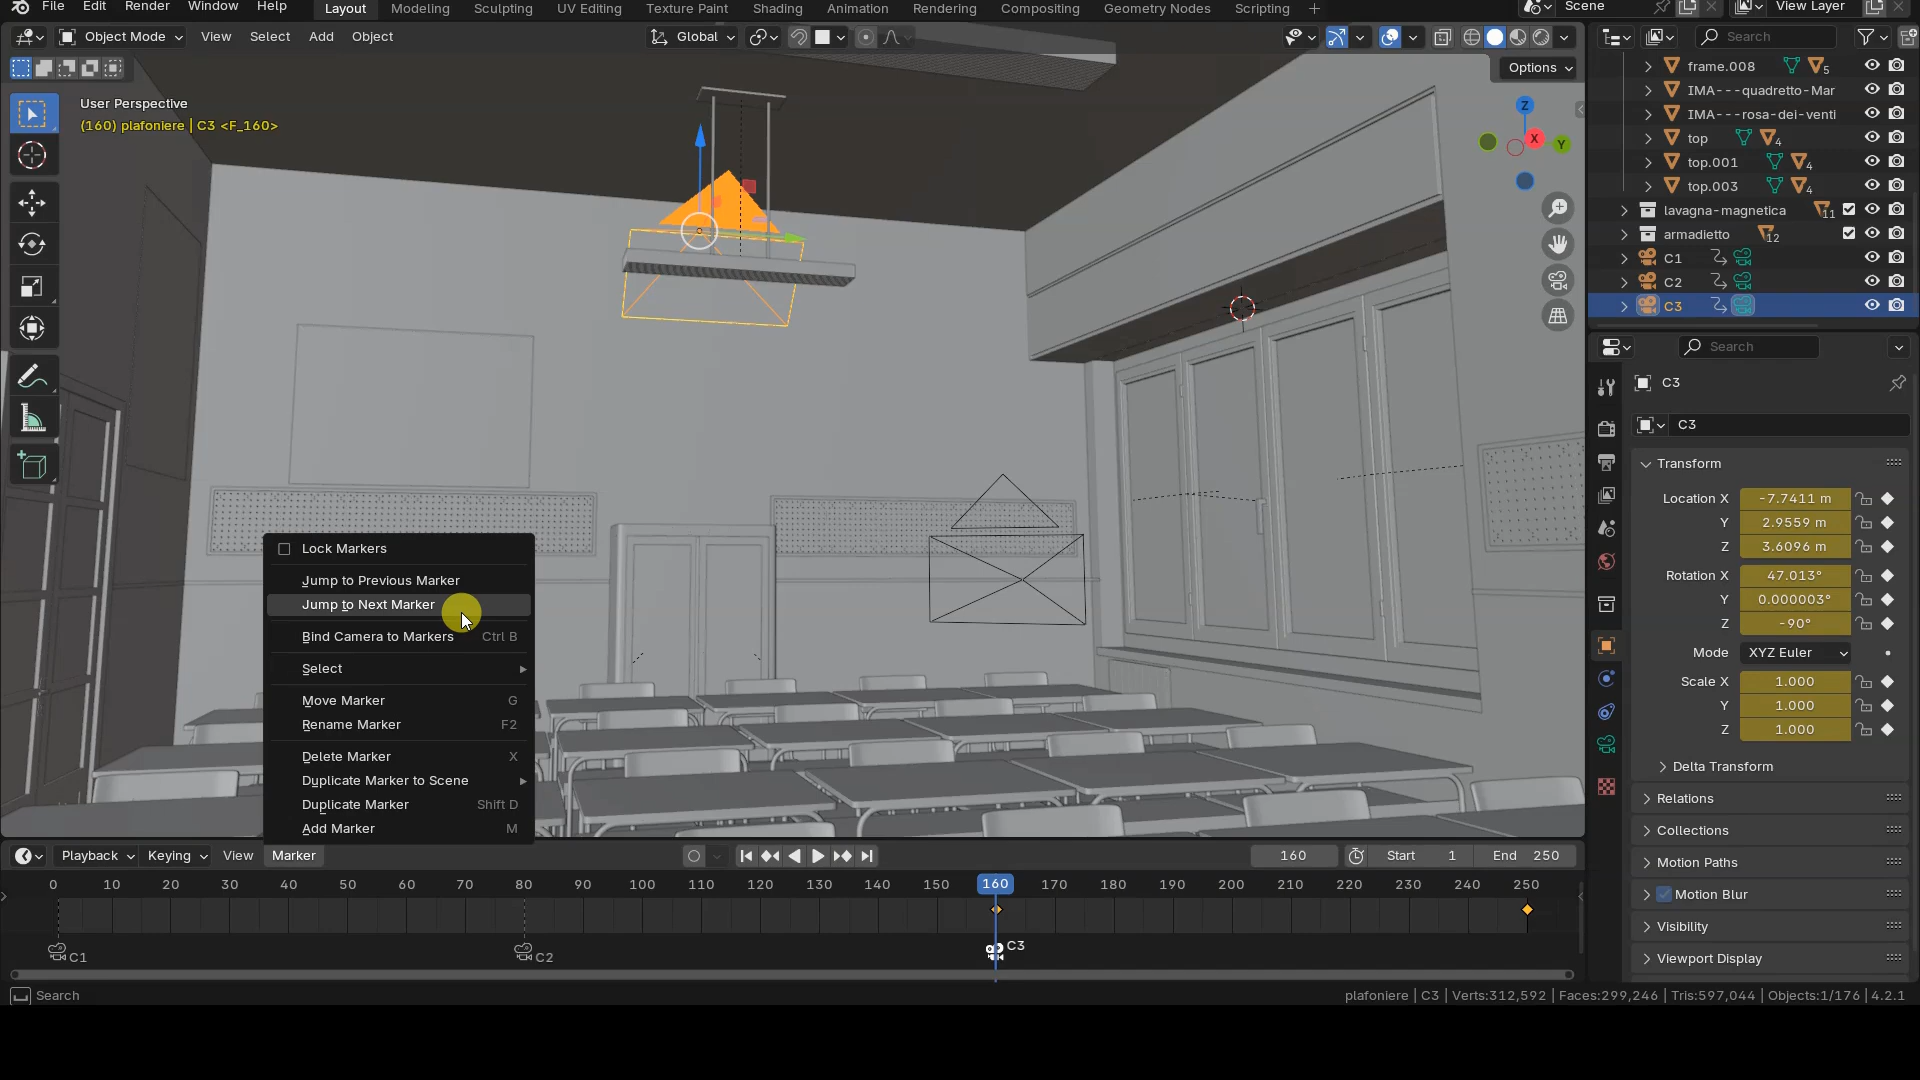 File Edit Render Window Help Layout Modeling Sculpting UV Editing Texture Paint Shading Animation Rendering Compositing Geometry Nodes Scripting + Scene View Layer
Object Mode View Select Add Object Global Search
Options
User Perspective
(160) plafoniere | C3 <F_160>
Z
X
Y
frame.008 5
IMA---quadretto-Mar
IMA---rosa-dei-venti
top 4
top.001 4
top.003 4
lavagna-magnetica 11
armadietto 12
C1
C2
C3
Search
C3
C3
Transform
Location X -7.7411 m
Y 2.9559 m
Z 3.6096 m
Rotation X 47.013°
Y 0.000003°
Z -90°
Mode XYZ Euler
Scale X 1.000
Y 1.000
Z 1.000
Delta Transform
Relations
Collections
Motion Paths
Motion Blur
Visibility
Viewport Display
Lock Markers
Jump to Previous Marker
Jump to Next Marker
Bind Camera to Markers Ctrl B
Select
Move Marker G
Rename Marker F2
Delete Marker X
Duplicate Marker to Scene
Duplicate Marker Shift D
Add Marker M
Playback Keying View Marker 160 Start 1 End 250
0 10 20 30 40 50 60 70 80 90 100 110 120 130 140 150 160 170 180 190 200 210 220 230 240 250
C1 C2 C3
Search plafoniere | C3 | Verts:312,592 | Faces:299,246 | Tris:597,044 | Objects:1/176 | 4.2.1